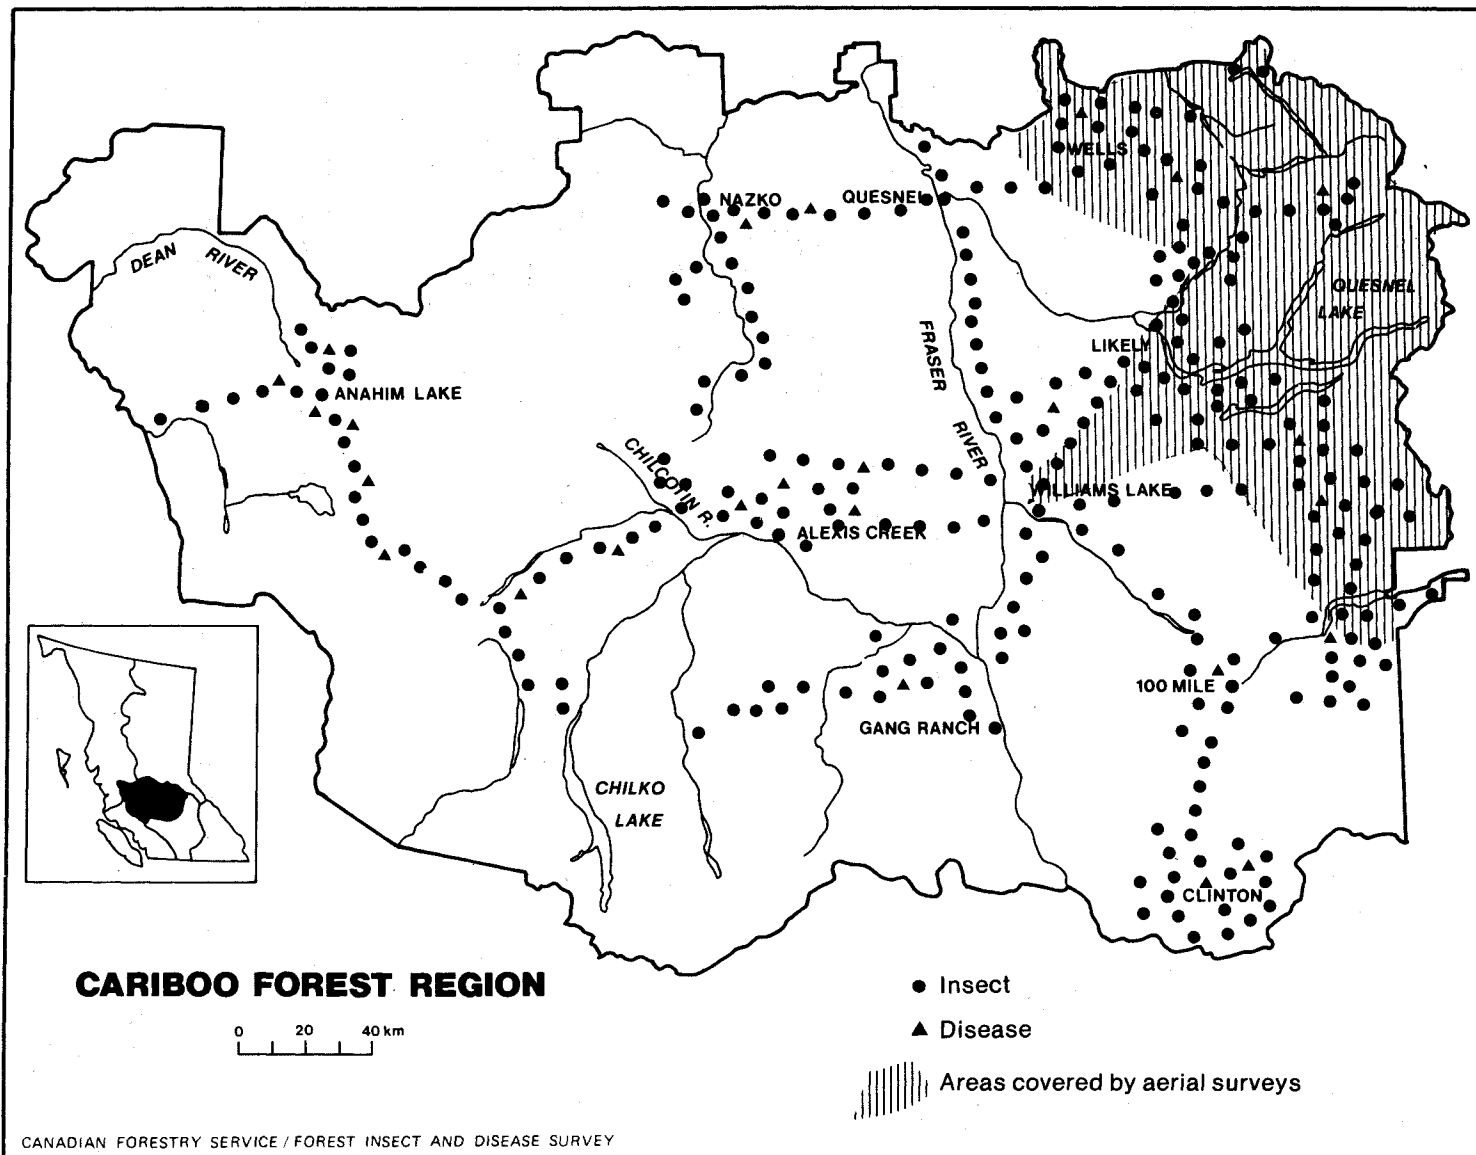 WELLS
NAZKO
QUESNEL
DEAN RIVER
QUESNEL
LAKE
FRASER
RIVER
LIKELY
ANAHIM LAKE
CHILCOTIN R.
WILLIAMS LAKE
ALEXIS CREEK
100 MILE
GANG RANCH
CHILKO
LAKE
CLINTON
CARIBOO FOREST REGION
0 20 40 km
Insect
Disease
Areas covered by aerial surveys
CANADIAN FORESTRY SERVICE / FOREST INSECT AND DISEASE SURVEY